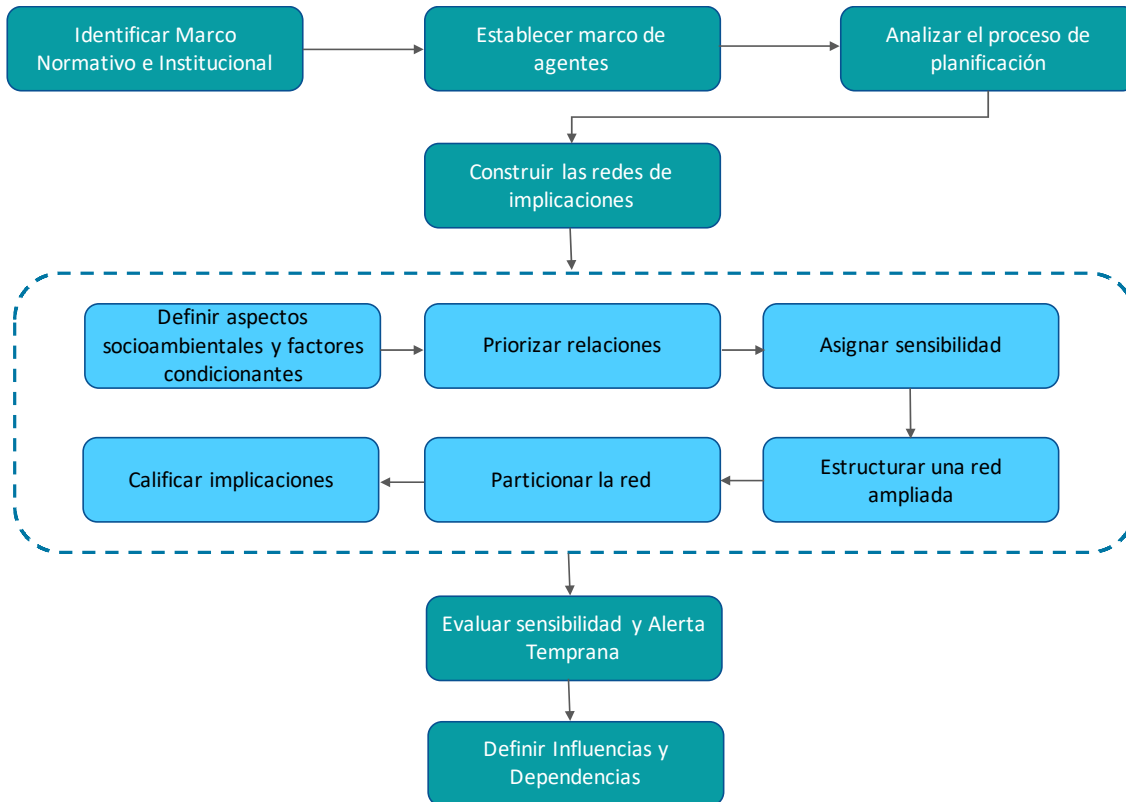 Identificar Marco
Normativo e Institucional
Establecer marco de
agentes
Analizar el proceso de
planificación
Construir las redes de
implicaciones
Definir aspectos
socioambientales y factores
condicionantes
Priorizar relaciones
Asignar sensibilidad
Estructurar una red
ampliada
Particionar la red
Calificar implicaciones
Evaluar sensibilidad y Alerta
Temprana
Definir Influencias y
Dependencias